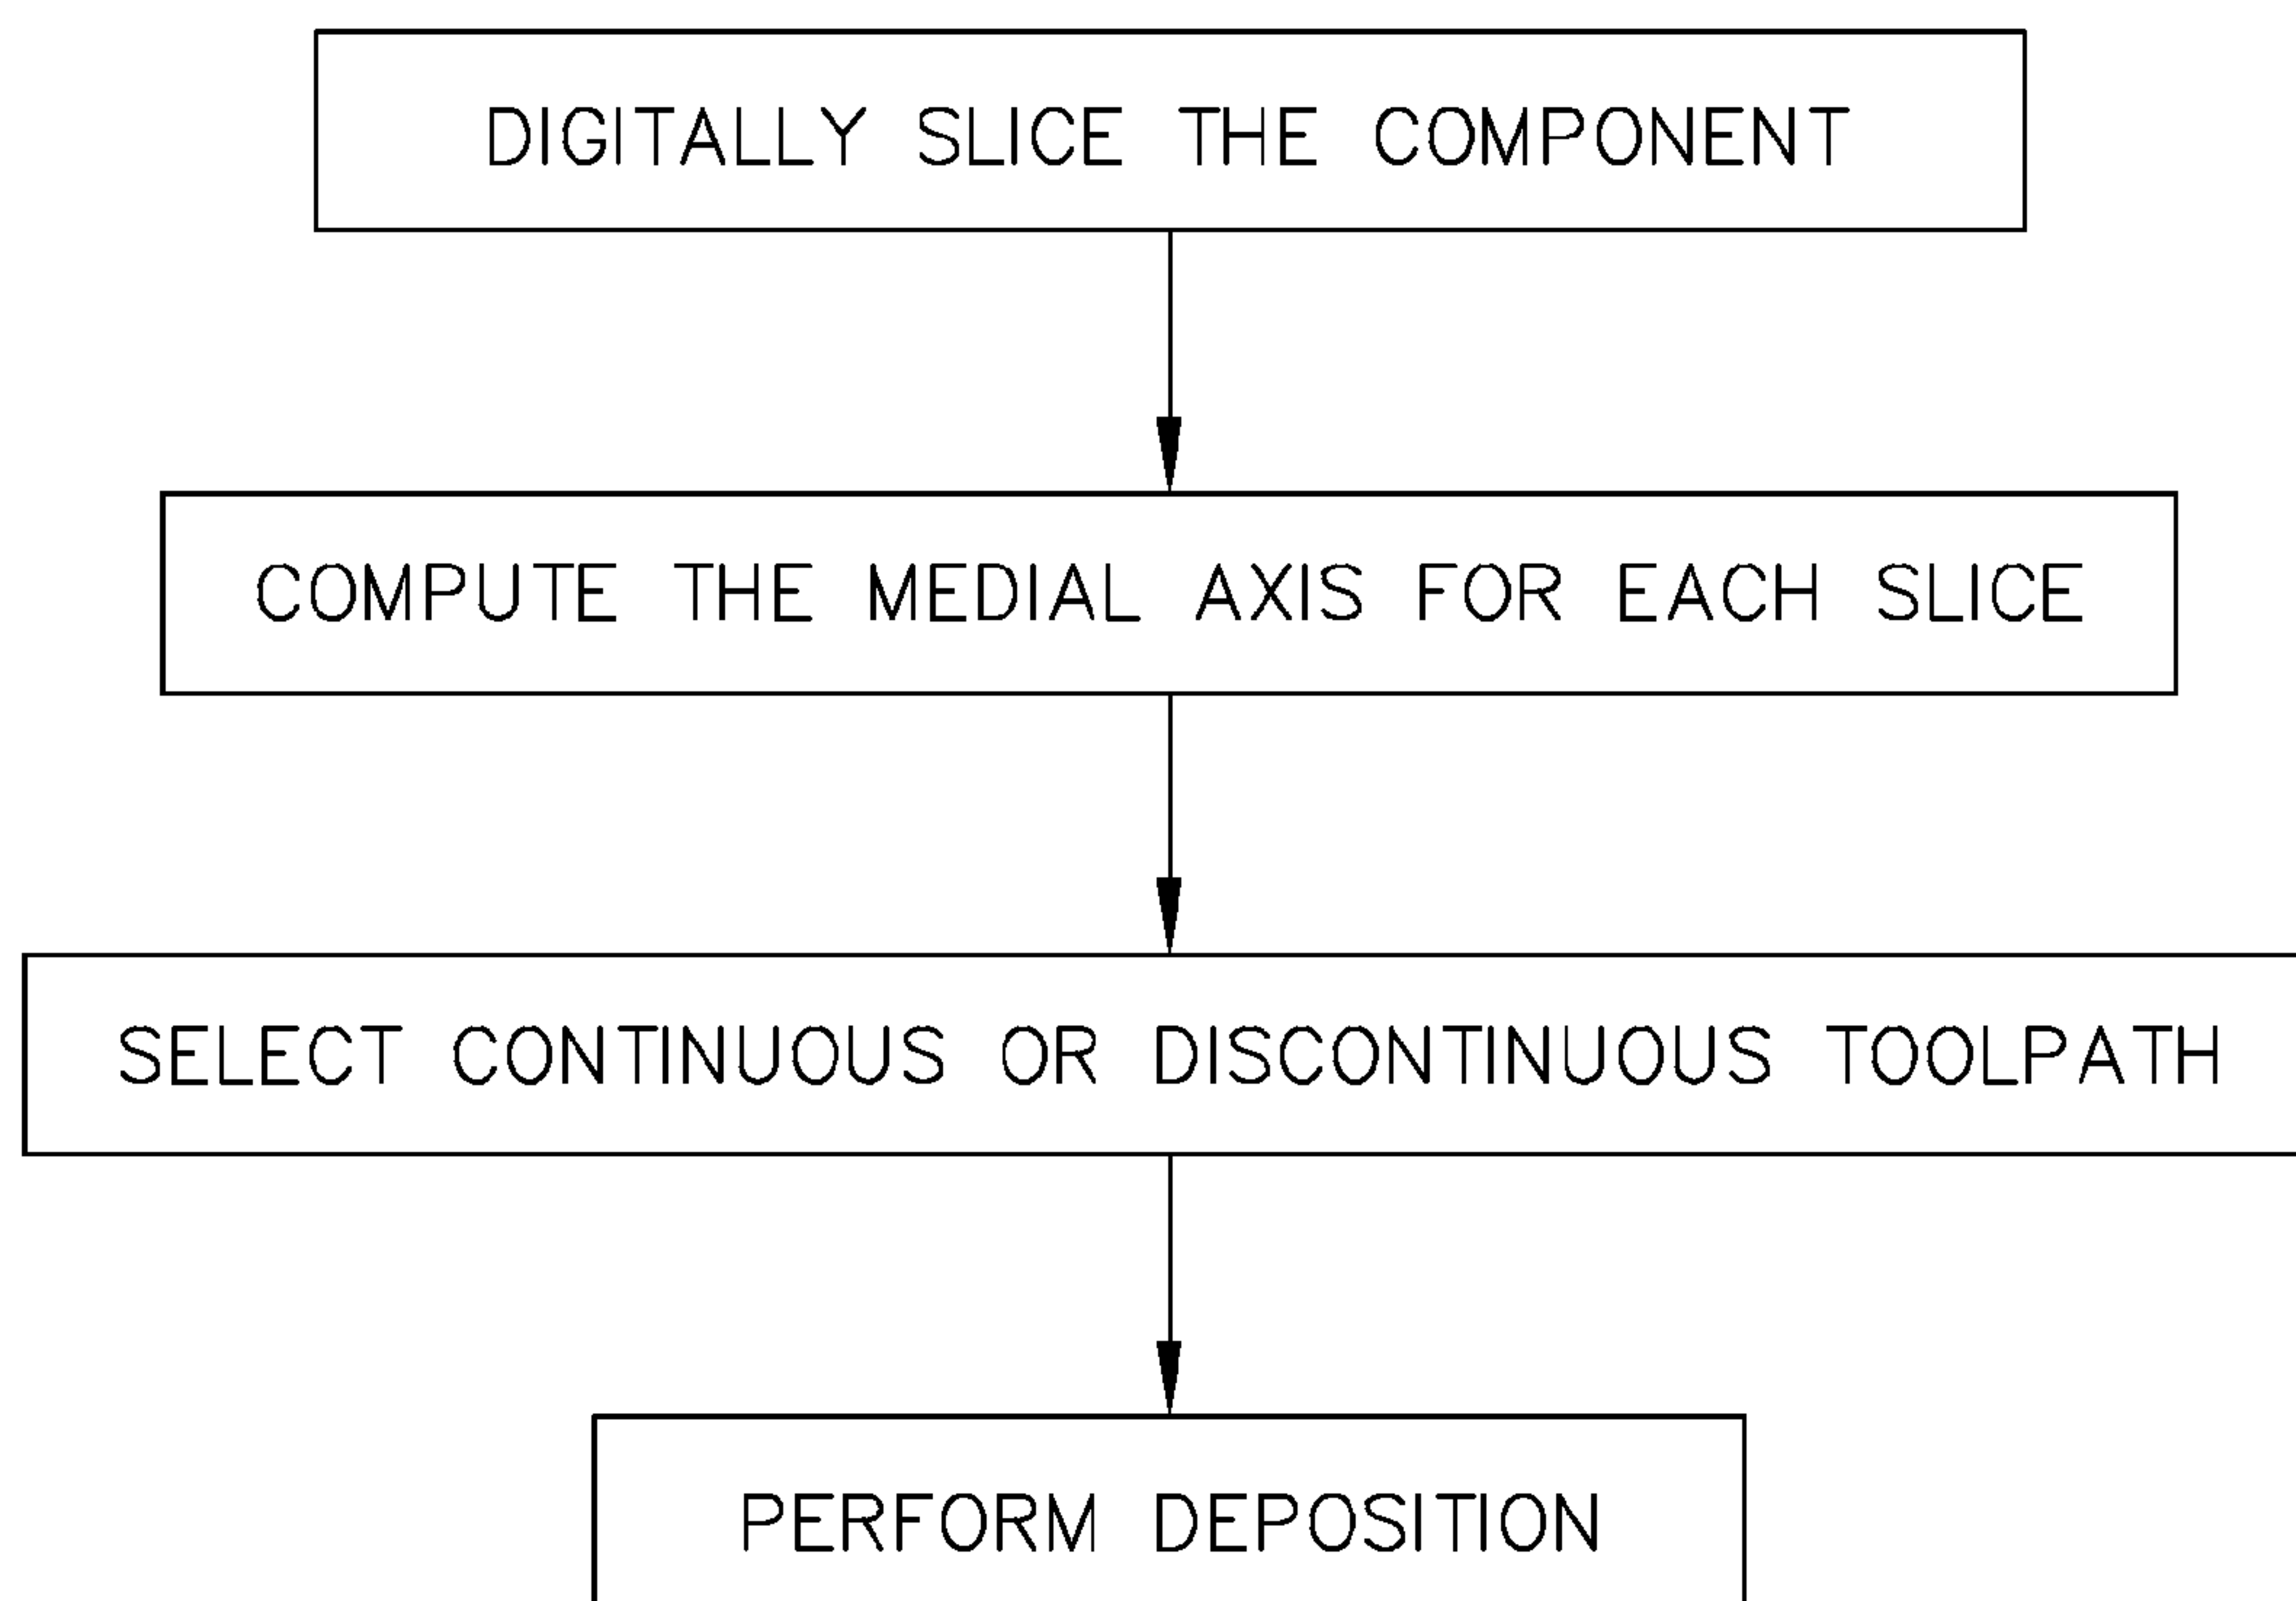 DIGITALLY SLICE THE COMPONENT
COMPUTE THE MEDIAL AXIS FOR EACH SLICE
SELECT CONTINUOUS OR DISCONTINUOUS TOOLPATH
PERFORM DEPOSITION